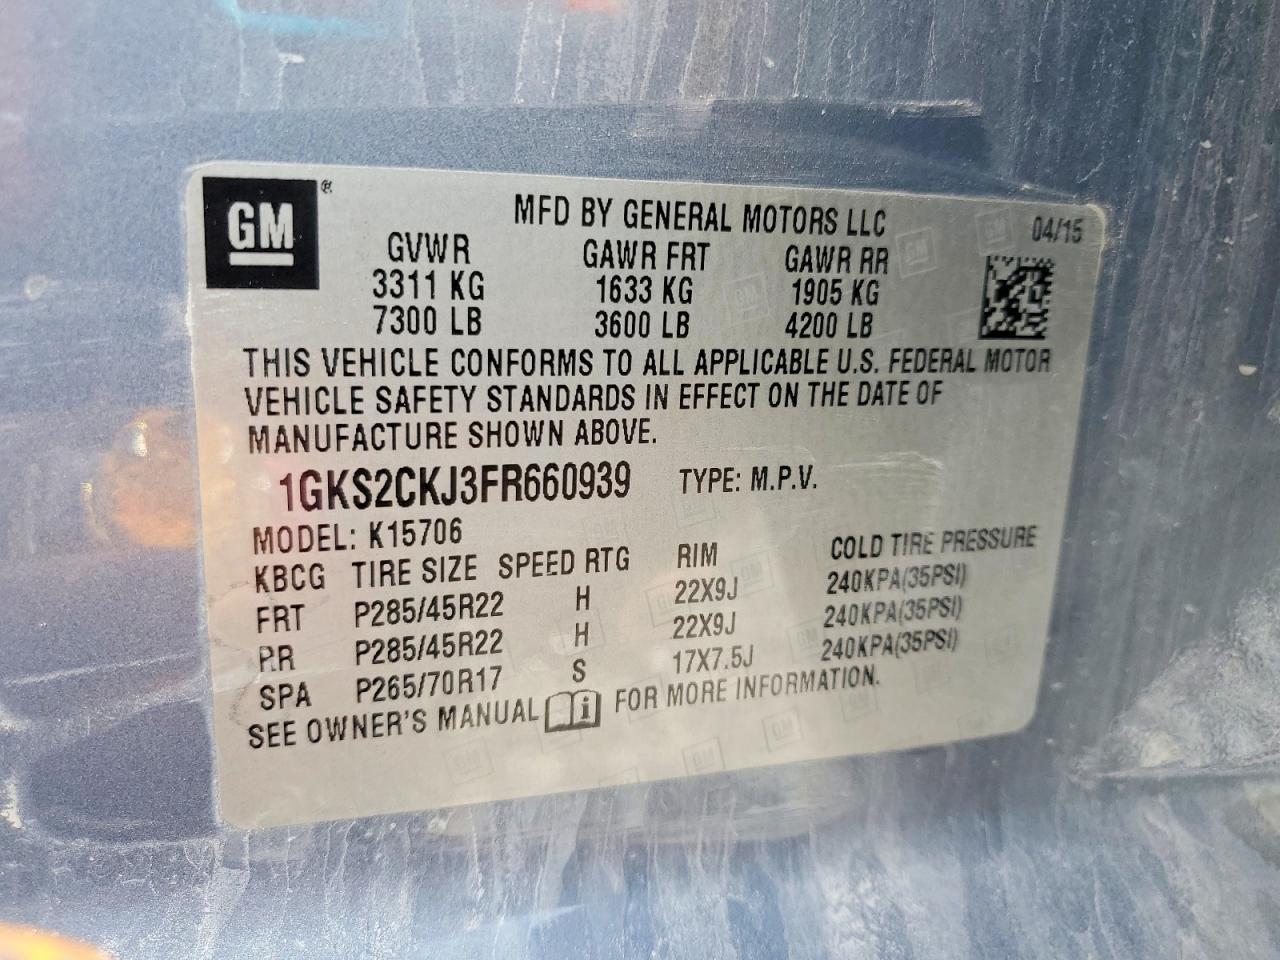 GM®
MFD BY GENERAL MOTORS LLC 04/15
GVWR GAWR FRT GAWR RR
3311 KG 1633 KG 1905 KG
7300 LB 3600 LB 4200 LB
THIS VEHICLE CONFORMS TO ALL APPLICABLE U.S. FEDERAL MOTOR
VEHICLE SAFETY STANDARDS IN EFFECT ON THE DATE OF
MANUFACTURE SHOWN ABOVE.
1GKS2CKJ3FR660939 TYPE: M.P.V.
MODEL: K15706
KBCG TIRE SIZE SPEED RTG RIM COLD TIRE PRESSURE
FRT P285/45R22 H 22X9J 240KPA(35PSI)
RR P285/45R22 H 22X9J 240KPA(35PSI)
SPA P265/70R17 S 17X7.5J 240KPA(35PSI)
SEE OWNER'S MANUAL i FOR MORE INFORMATION.